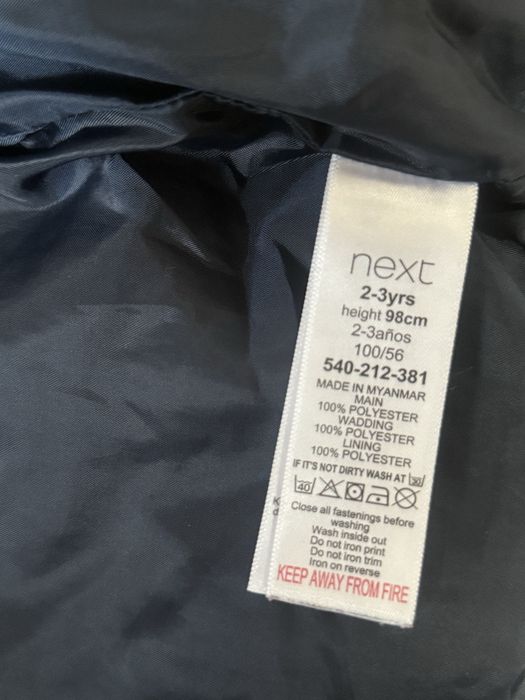 next
2-3yrs
height 98cm
2-3años
100/56
540-212-381
MADE IN MYANMAR
MAIN
100% POLYESTER
WADDING
100% POLYESTER
LINING
100% POLYESTER
IF IT'S NOT DIRTY WASH AT 30
40
Close all fastenings before
washing
Wash inside out
Do not iron print
Do not iron trim
Iron on reverse
KEEP AWAY FROM FIRE